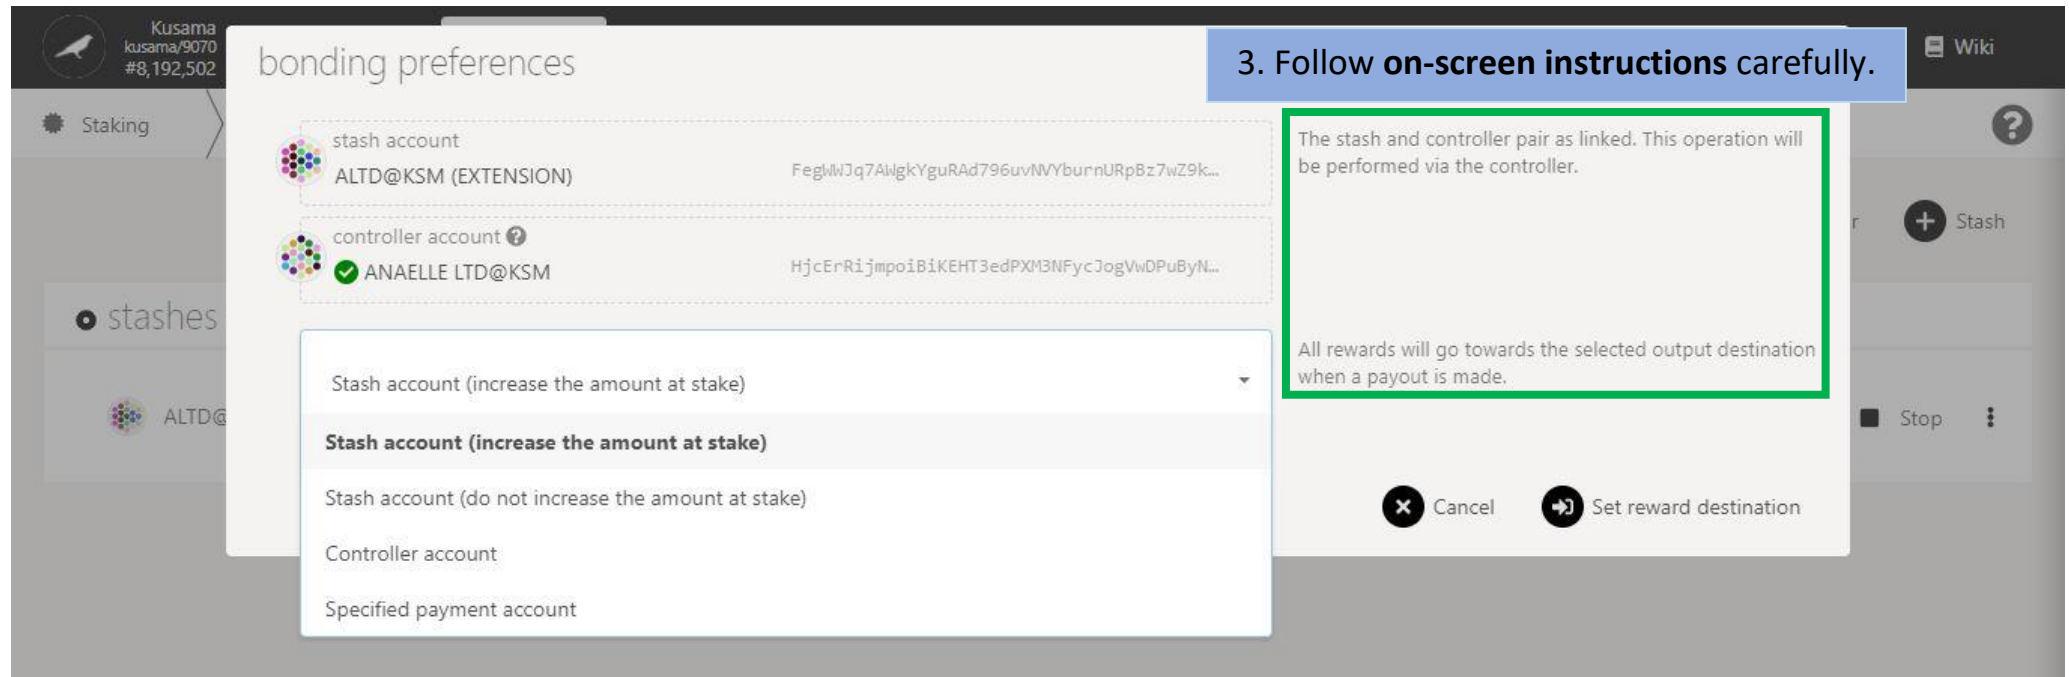 Kusama
kusama/9070
#8,192,502
bonding preferences
3. Follow on-screen instructions carefully.
Wiki
Staking
stash account
ALTD@KSM (EXTENSION)
FegWWJq7AWgkYguRAd796uvNVYburnURpBz7wZ9k…
The stash and controller pair as linked. This operation will
be performed via the controller.
controller account
ANAELLE LTD@KSM
HjcErRijmpoiBiKEHT3edPXM3NFycJogVwDPuByN…
r
Stash
stashes
Stash account (increase the amount at stake)
All rewards will go towards the selected output destination
when a payout is made.
ALTD@
Stop
Stash account (increase the amount at stake)
Stash account (do not increase the amount at stake)
Cancel
Set reward destination
Controller account
Specified payment account